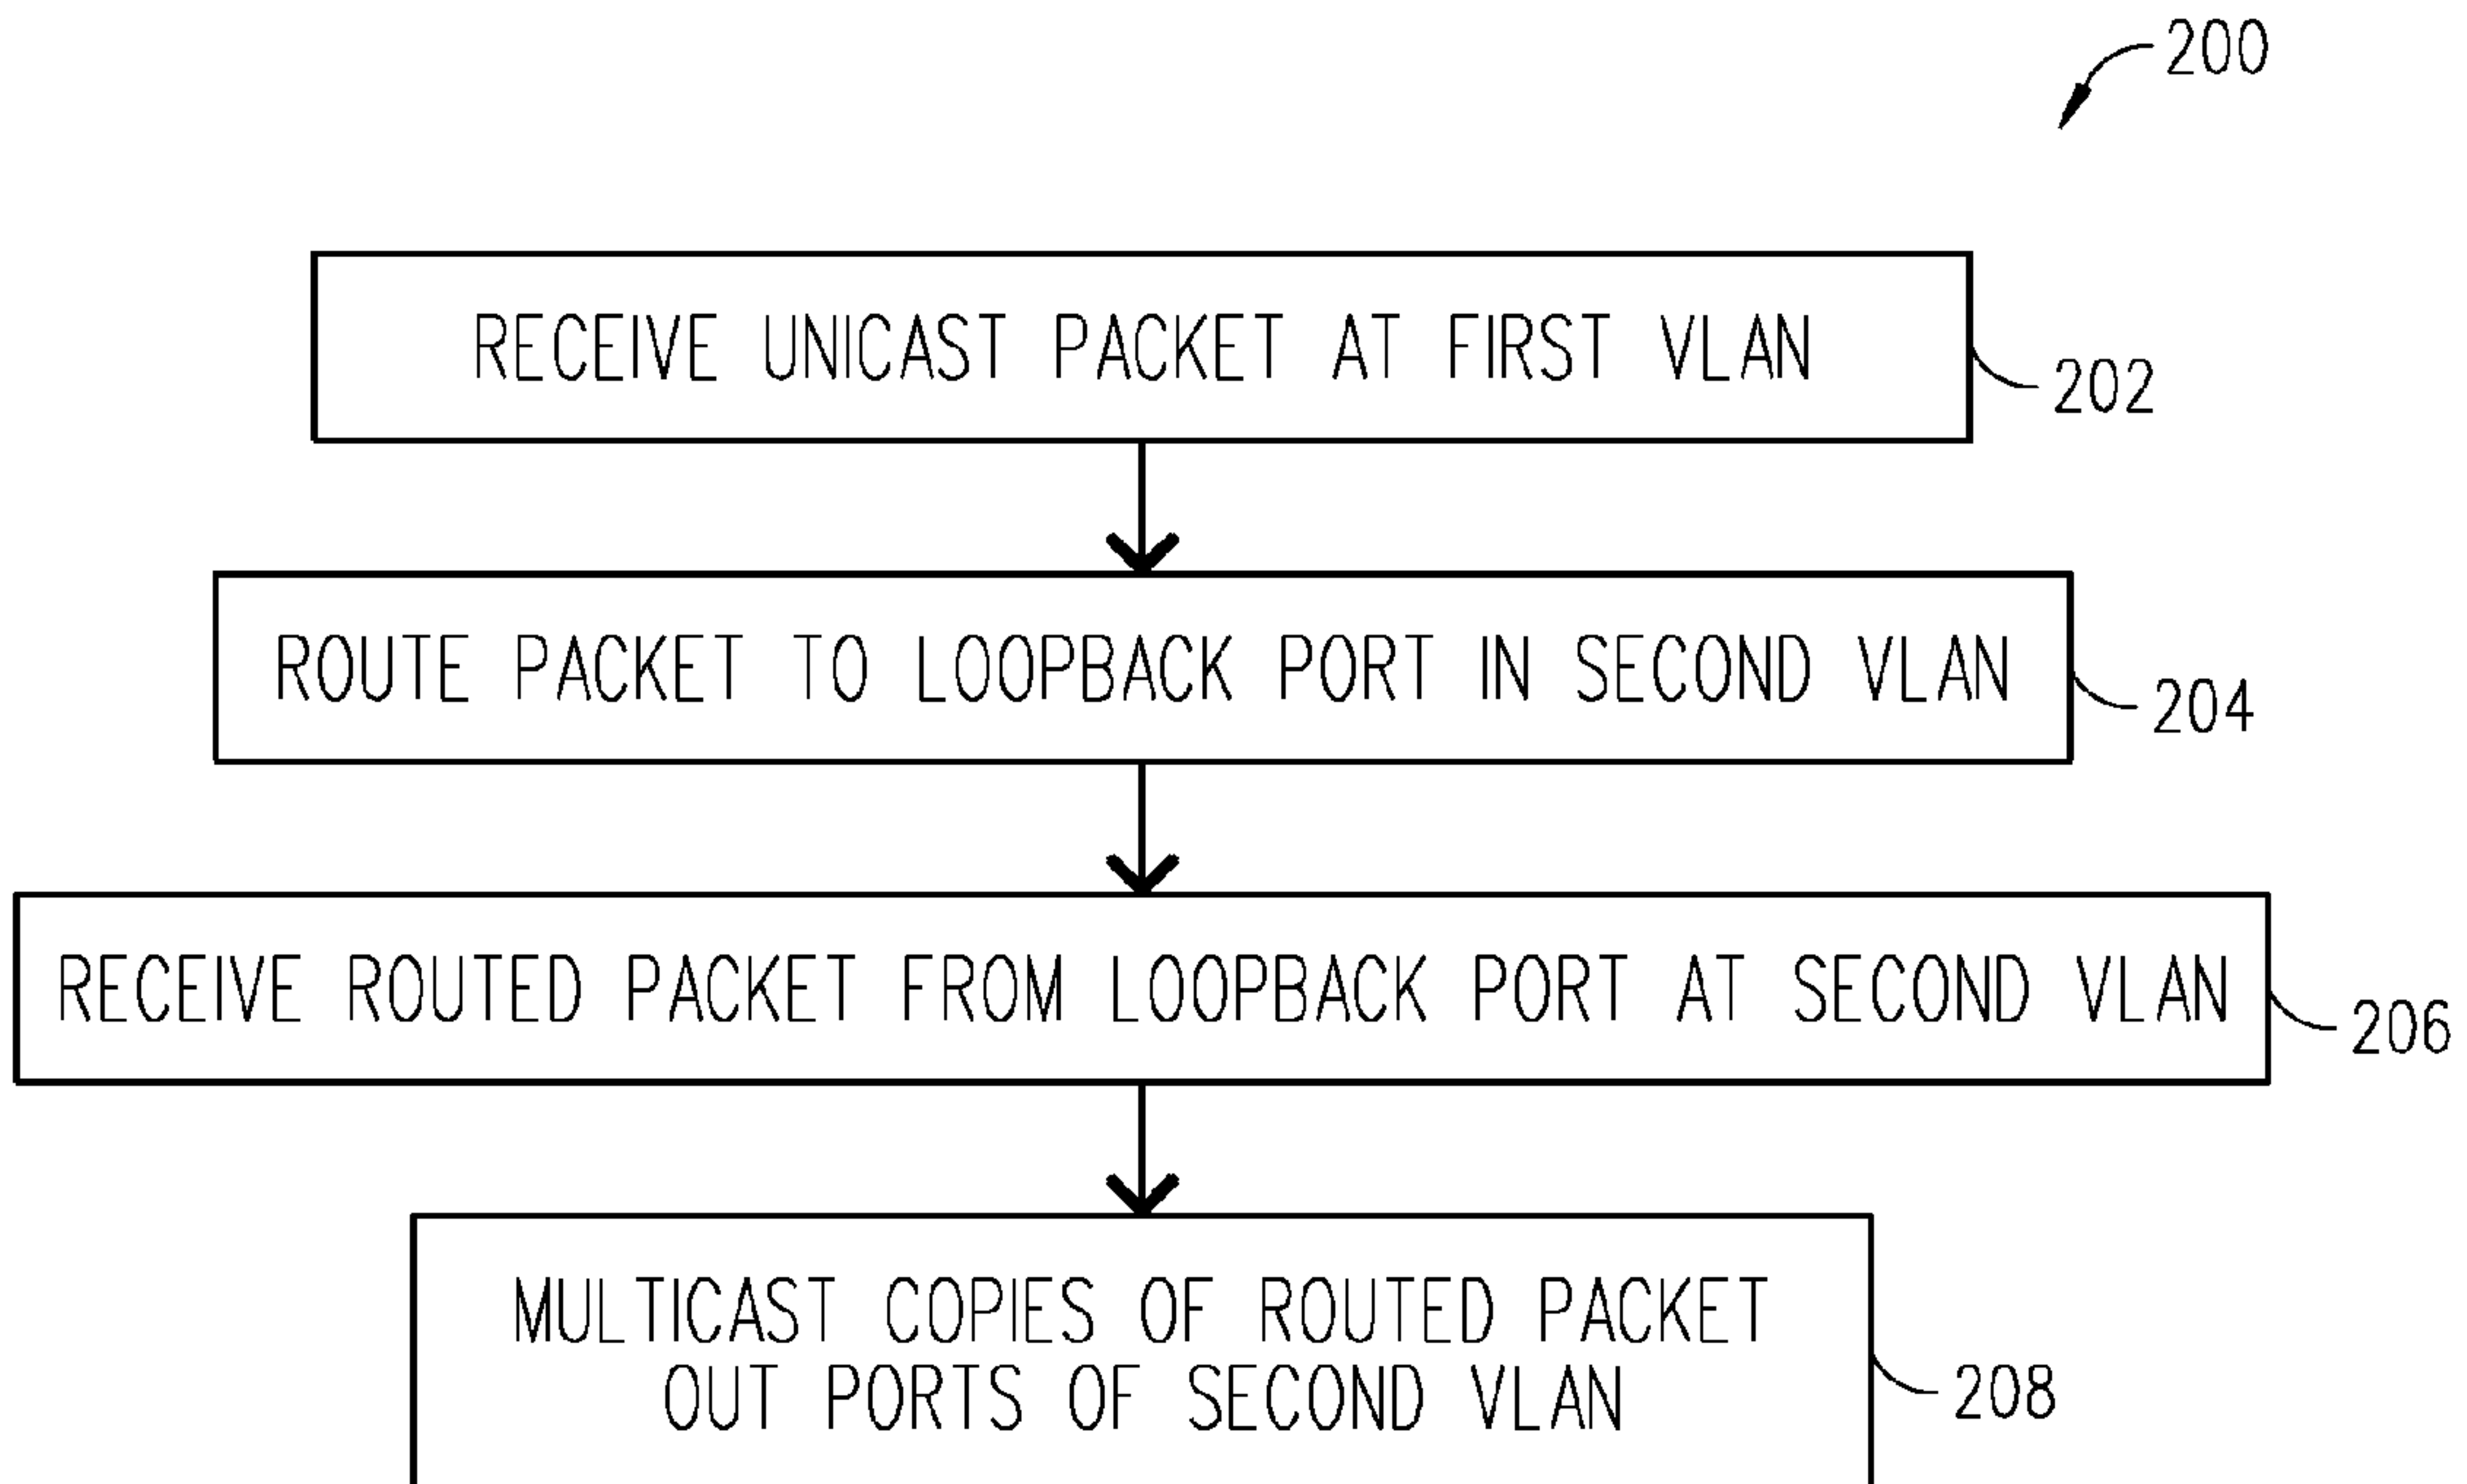 200
RECEIVE UNICAST PACKET AT FIRST VLAN
202
ROUTE PACKET TO LOOPBACK PORT IN SECOND VLAN
204
RECEIVE ROUTED PACKET FROM LOOPBACK PORT AT SECOND VLAN
206
MULTICAST COPIES OF ROUTED PACKET
OUT PORTS OF SECOND VLAN
208